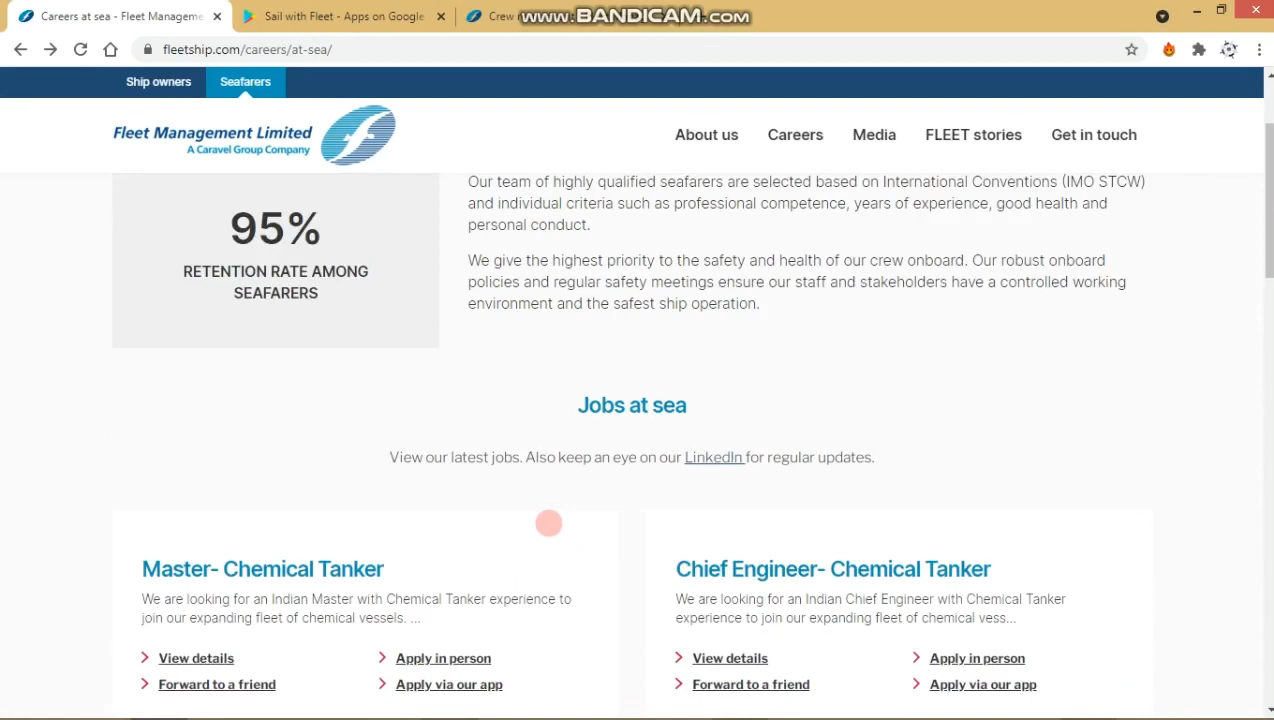 Careers at sea - Fleet Manageme
Sail with Fleet - Apps on Google
Crew
WWW.BANDICAM.COM
fleetship.com/careers/at-sea/
Ship owners
Seafarers
Fleet Management Limited
A Caravel Group Company
About us
Careers
Media
FLEET stories
Get in touch
95%
RETENTION RATE AMONG
SEAFARERS
Our team of highly qualified seafarers are selected based on International Conventions (IMO STCW)
and individual criteria such as professional competence, years of experience, good health and
personal conduct.
We give the highest priority to the safety and health of our crew onboard. Our robust onboard
policies and regular safety meetings ensure our staff and stakeholders have a controlled working
environment and the safest ship operation.
Jobs at sea
View our latest jobs. Also keep an eye on our LinkedIn for regular updates.
Master- Chemical Tanker
We are looking for an Indian Master with Chemical Tanker experience to
join our expanding fleet of chemical vessels. ...
View details
Apply in person
Forward to a friend
Apply via our app
Chief Engineer- Chemical Tanker
We are looking for an Indian Chief Engineer with Chemical Tanker
experience to join our expanding fleet of chemical vess...
View details
Apply in person
Forward to a friend
Apply via our app